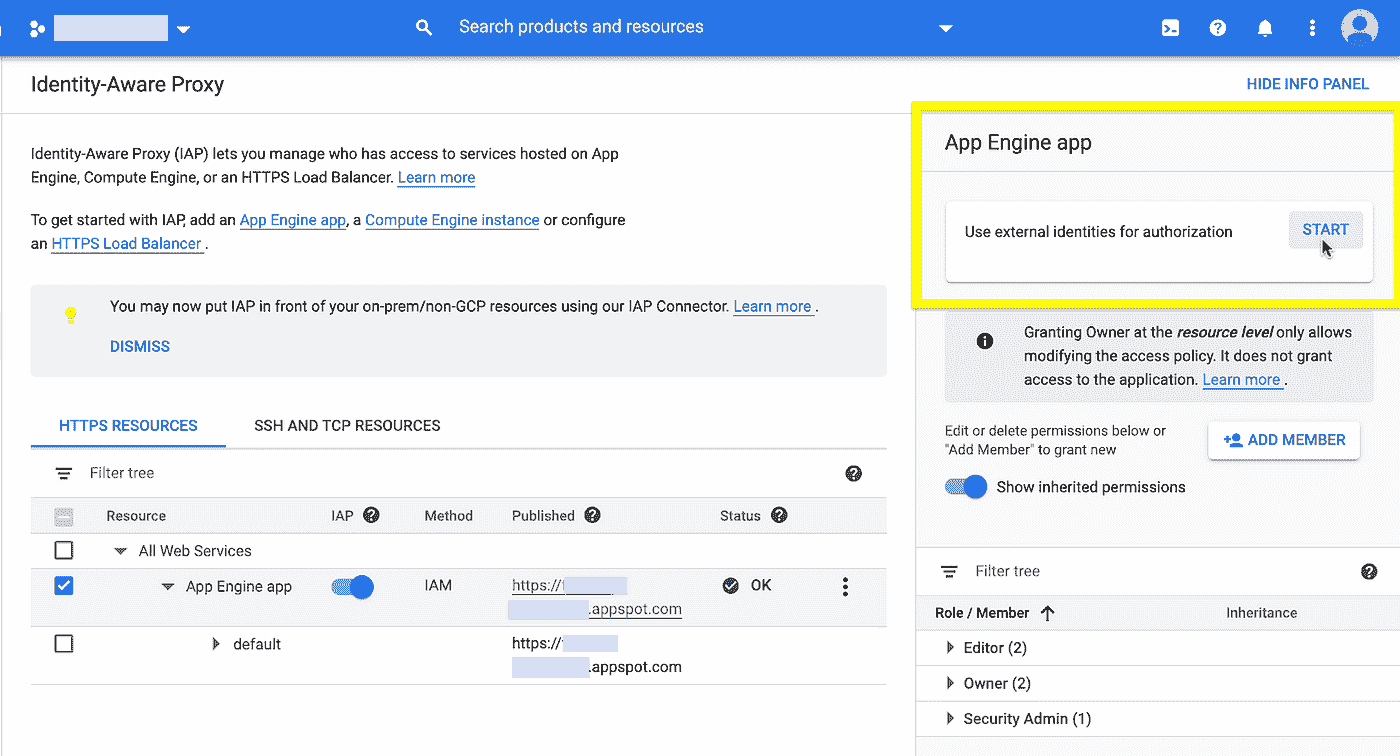 Search products and resources
Identity-Aware Proxy
HIDE INFO PANEL
Identity-Aware Proxy (IAP) lets you manage who has access to services hosted on App
Engine, Compute Engine, or an HTTPS Load Balancer. Learn more
To get started with IAP, add an App Engine app, a Compute Engine instance or configure
an HTTPS Load Balancer .
You may now put IAP in front of your on-prem/non-GCP resources using our IAP Connector. Learn more .
DISMISS
HTTPS RESOURCES SSH AND TCP RESOURCES
Filter tree
Resource IAP Method Published Status
All Web Services
App Engine app IAM https:// OK
.appspot.com
default https://
.appspot.com
App Engine app
Use external identities for authorization START
Granting Owner at the resource level only allows
modifying the access policy. It does not grant
access to the application. Learn more .
Edit or delete permissions below or
"Add Member" to grant new
ADD MEMBER
Show inherited permissions
Filter tree
Role / Member Inheritance
Editor (2)
Owner (2)
Security Admin (1)